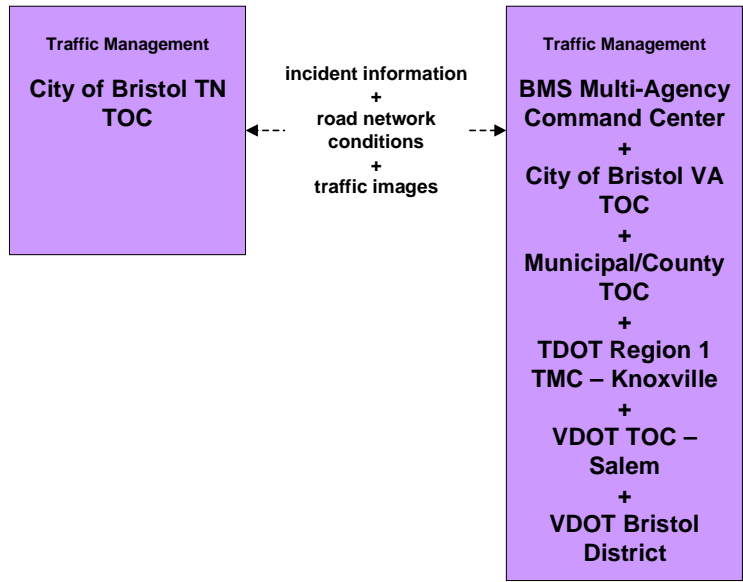 Traffic Management
City of Bristol TN
TOC
incident information
+
road network
conditions
+
traffic images
Traffic Management
BMS Multi-Agency
Command Center
+
City of Bristol VA
TOC
+
Municipal/County
TOC
+
TDOT Region 1
TMC – Knoxville
+
VDOT TOC –
Salem
+
VDOT Bristol
District